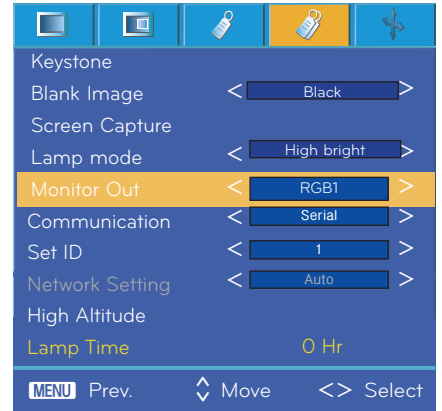 Keystone
Blank Image < Black >
Screen Capture
Lamp mode < High bright >
Monitor Out < RGB1 >
Communication < Serial >
Set ID < 1 >
Network Setting < Auto >
High Altitude
Lamp Time 0 Hr
MENU Prev. Move <> Select